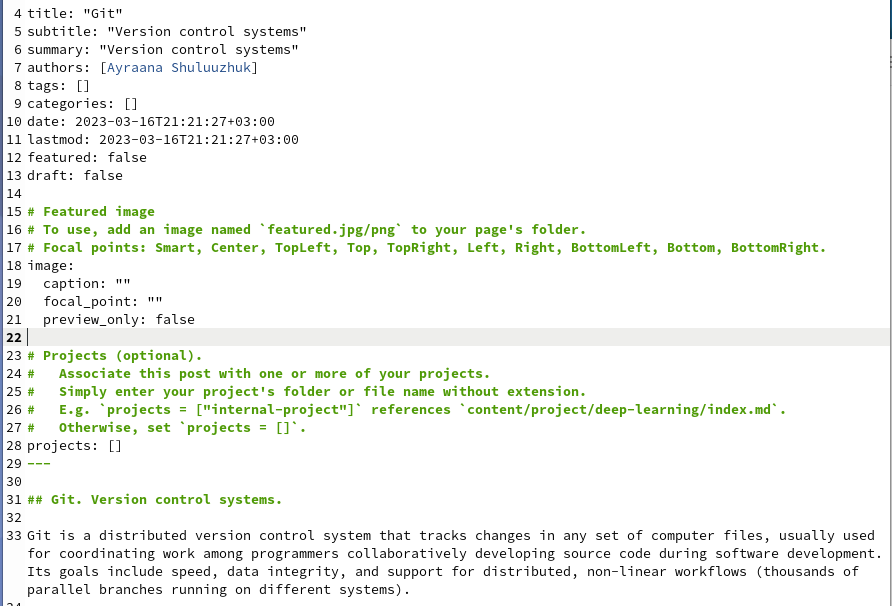 4 title: "Git"
5 subtitle: "Version control systems"
6 summary: "Version control systems"
7 authors: [Ayraana Shuluuzhuk]
8 tags: []
9 categories: []
10 date: 2023-03-16T21:21:27+03:00
11 lastmod: 2023-03-16T21:21:27+03:00
12 featured: false
13 draft: false
14
15 # Featured image
16 # To use, add an image named `featured.jpg/png` to your page's folder.
17 # Focal points: Smart, Center, TopLeft, Top, TopRight, Left, Right, BottomLeft, Bottom, BottomRight.
18 image:
19   caption: ""
20   focal_point: ""
21   preview_only: false
22
23 # Projects (optional).
24 #   Associate this post with one or more of your projects.
25 #   Simply enter your project's folder or file name without extension.
26 #   E.g. `projects = ["internal-project"]` references `content/project/deep-learning/index.md`.
27 #   Otherwise, set `projects = []`.
28 projects: []
29 ---
30
31 ## Git. Version control systems.
32
33 Git is a distributed version control system that tracks changes in any set of computer files, usually used
for coordinating work among programmers collaboratively developing source code during software development.
Its goals include speed, data integrity, and support for distributed, non-linear workflows (thousands of
parallel branches running on different systems).